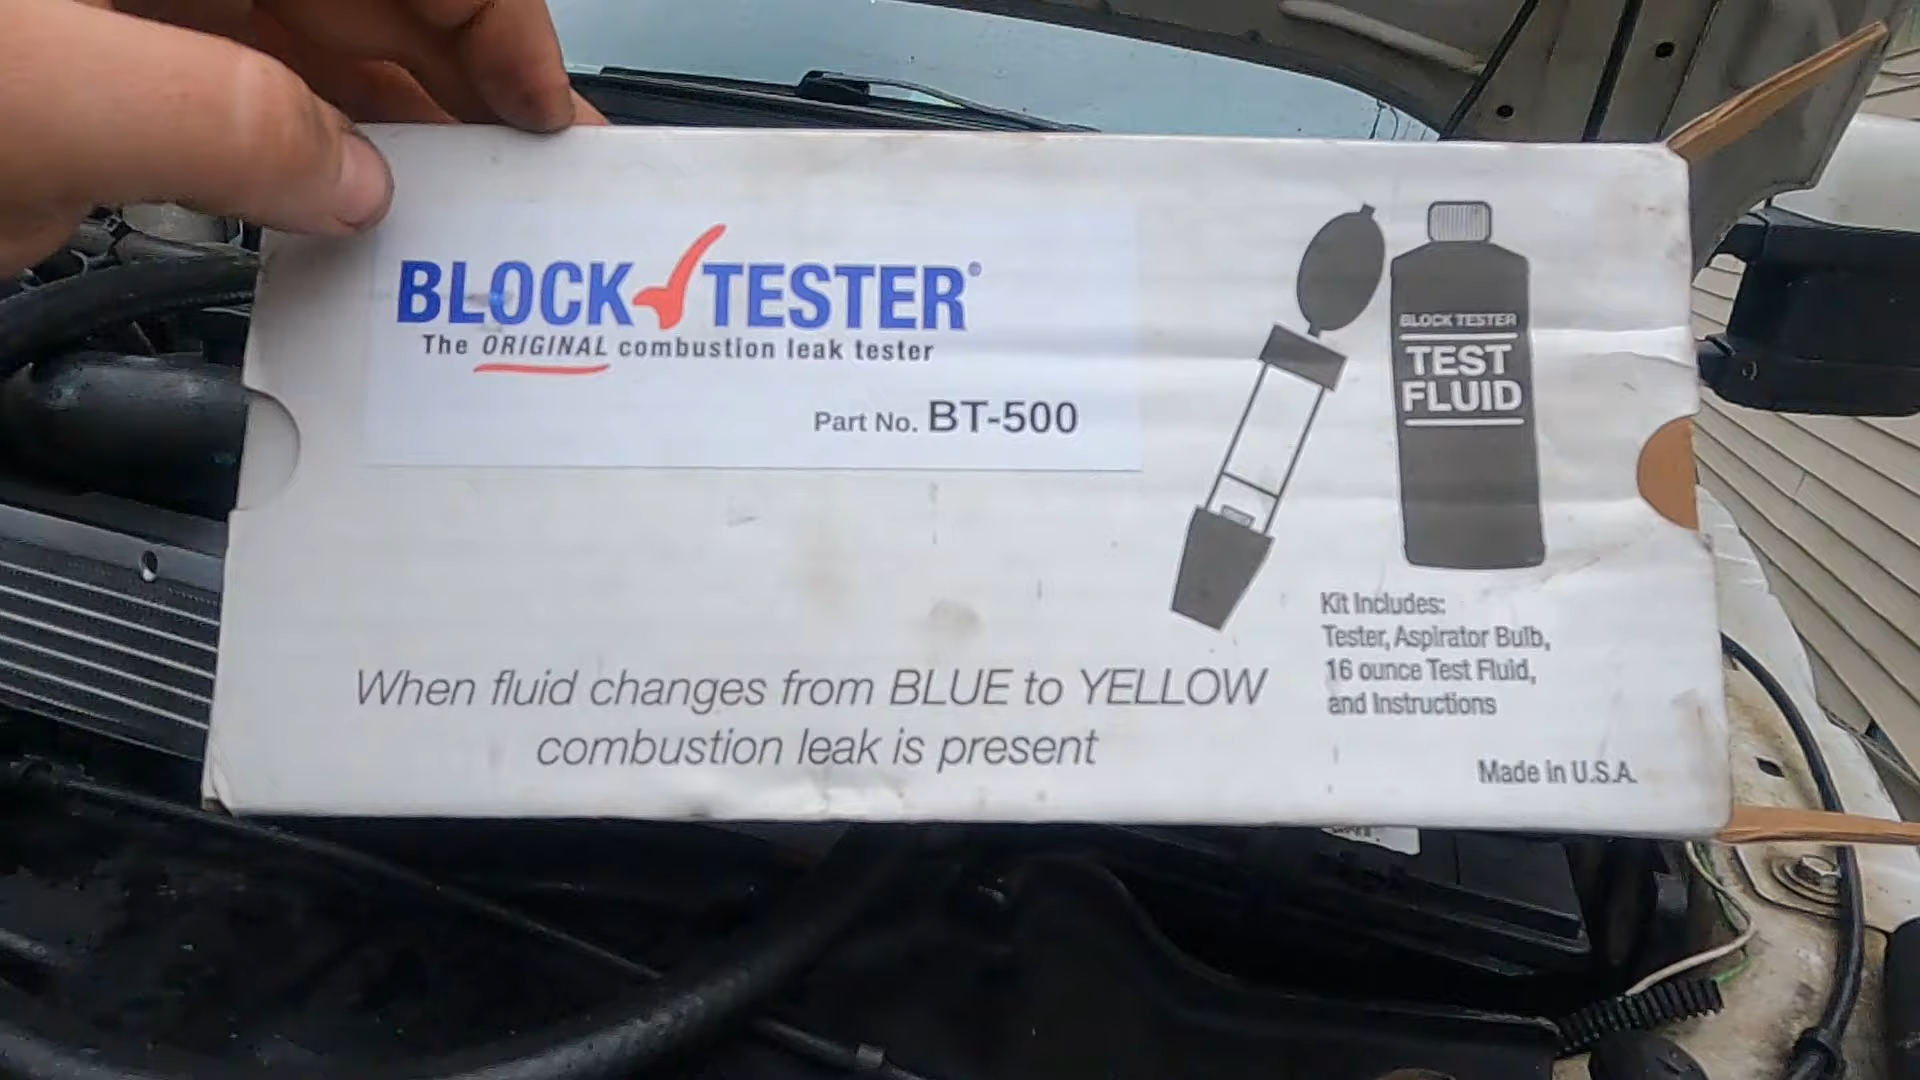 BLOCK TESTER®
The ORIGINAL combustion leak tester
Part No. BT-500
BLOCK TESTER
TEST
FLUID
Kit Includes:
Tester, Aspirator Bulb,
16 ounce Test Fluid,
and Instructions
When fluid changes from BLUE to YELLOW
combustion leak is present
Made in U.S.A.